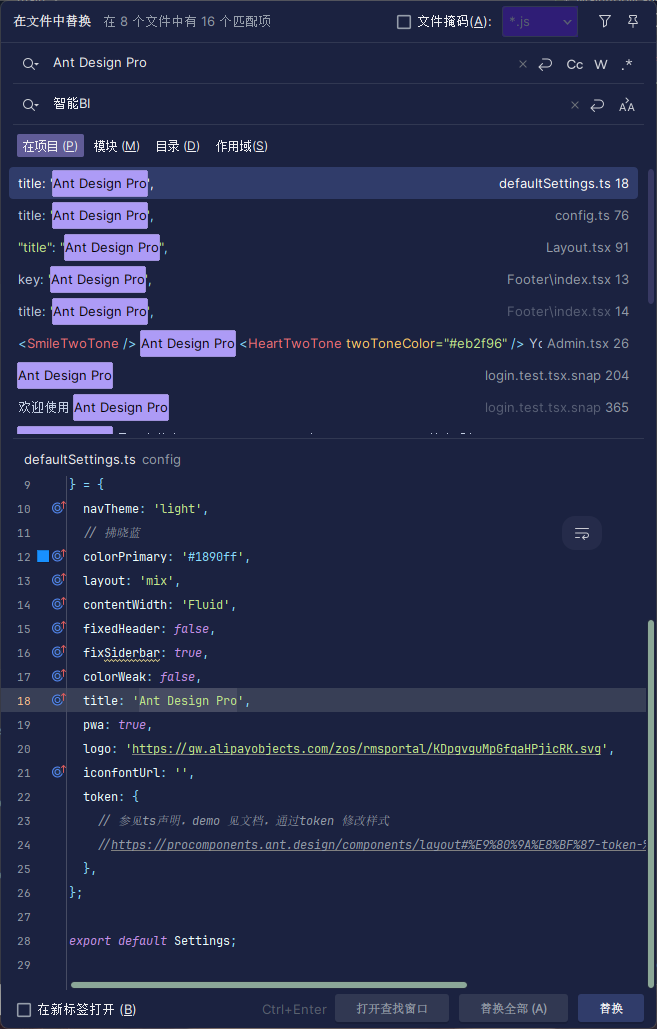 在文件中替换 在 8 个文件中有 16 个匹配项 文件掩码(A): *.js
Ant Design Pro Cc W .*
智能BI
在项目 (P) 模块 (M) 目录 (D) 作用域(S)
title: 'Ant Design Pro', defaultSettings.ts 18
title: 'Ant Design Pro', config.ts 76
"title": "Ant Design Pro", Layout.tsx 91
key: 'Ant Design Pro', Footer\index.tsx 13
title: 'Ant Design Pro', Footer\index.tsx 14
<SmileTwoTone /> Ant Design Pro <HeartTwoTone twoToneColor="#eb2f96" /> Yo Admin.tsx 26
Ant Design Pro login.test.tsx.snap 204
欢迎使用 Ant Design Pro login.test.tsx.snap 365
defaultSettings.ts config
9 } = {
10 navTheme: 'light',
11 // 拂晓蓝
12 colorPrimary: '#1890ff',
13 layout: 'mix',
14 contentWidth: 'Fluid',
15 fixedHeader: false,
16 fixSiderbar: true,
17 colorWeak: false,
18 title: 'Ant Design Pro',
19 pwa: true,
20 logo: 'https://gw.alipayobjects.com/zos/rmsportal/KDpgvguMpGfqaHPjicRK.svg',
21 iconfontUrl: '',
22 token: {
23 // 参见ts声明，demo 见文档，通过token 修改样式
24 //https://procomponents.ant.design/components/layout#%E9%80%9A%E8%BF%87-token-%
25 },
26 };
27
28 export default Settings;
29
在新标签打开 (B) Ctrl+Enter 打开查找窗口 替换全部 (A) 替换